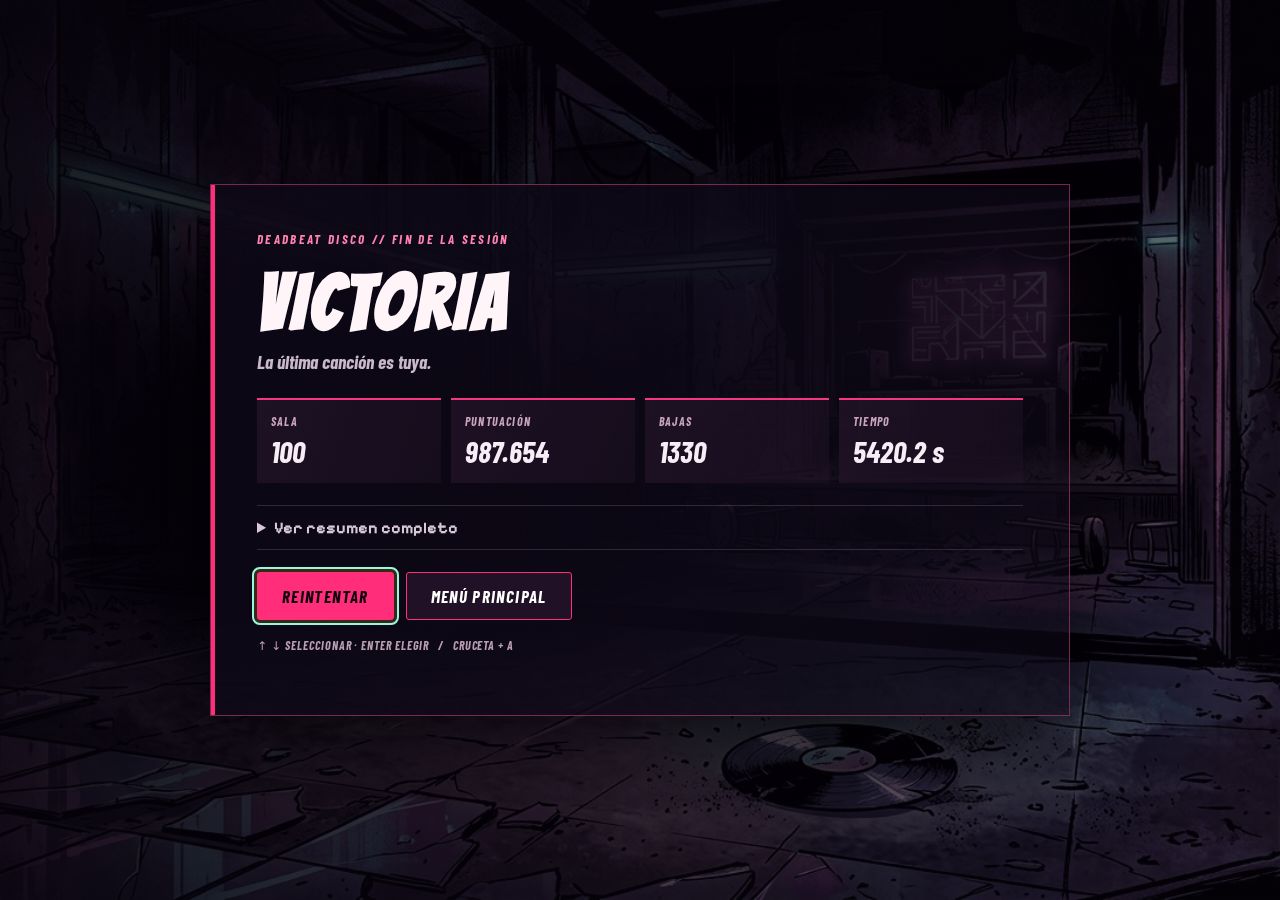 DEADBEAT DISCO // FIN DE LA SESIÓN
VICTORIA
La última canción es tuya.
SALA
100
PUNTUACIÓN
987.654
BAJAS
1330
TIEMPO
5420.2 s
▶ Ver resumen completo
REINTENTAR
MENÚ PRINCIPAL
↑ ↓ SELECCIONAR · ENTER ELEGIR / CRUCETA + A